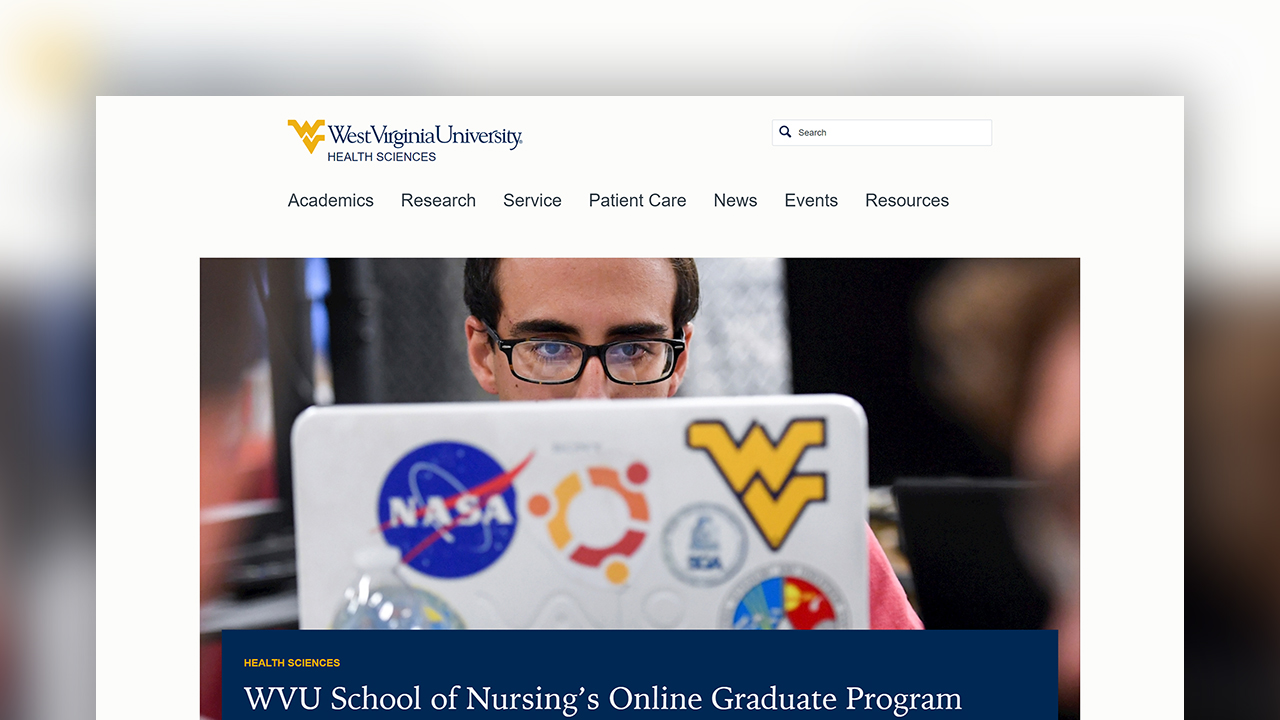 WestVirginiaUniversity®
HEALTH SCIENCES
Search
Academics Research Service Patient Care News Events Resources
NASA
HEALTH SCIENCES
WVU School of Nursing’s Online Graduate Program